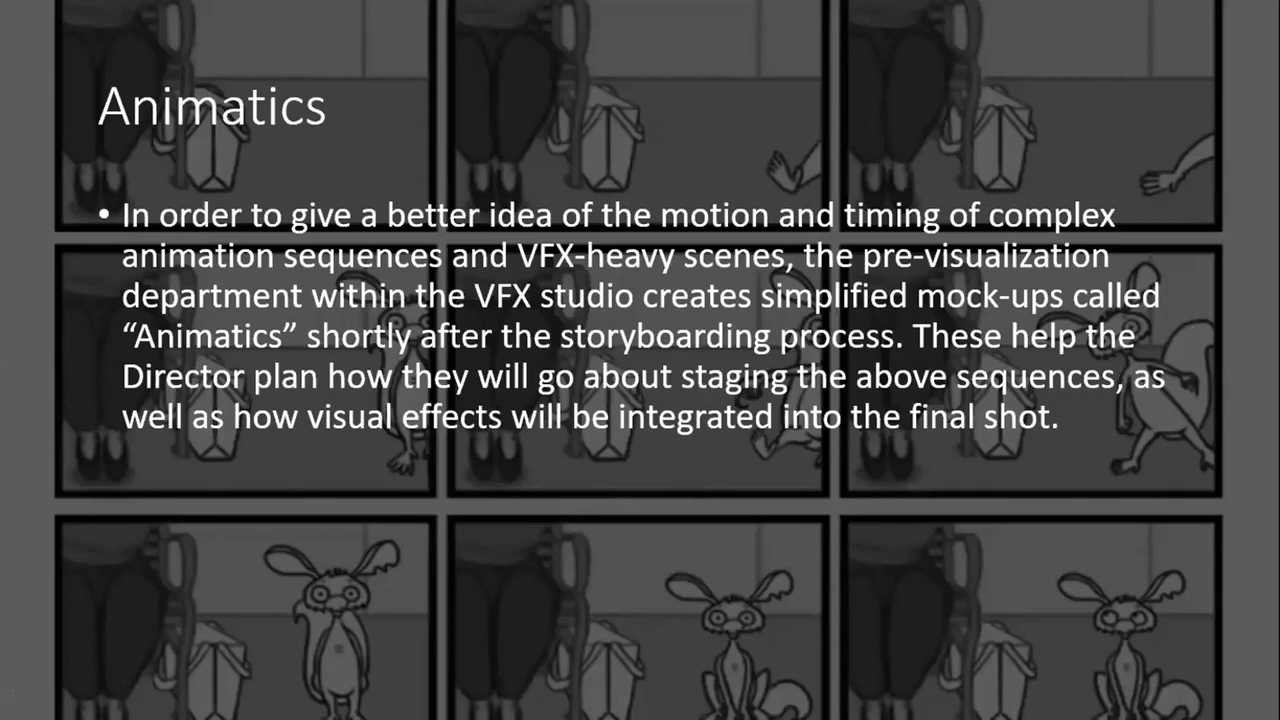 Animatics
• In order to give a better idea of the motion and timing of complex
animation sequences and VFX-heavy scenes, the pre-visualization
department within the VFX studio creates simplified mock-ups called
“Animatics” shortly after the storyboarding process. These help the
Director plan how they will go about staging the above sequences, as
well as how visual effects will be integrated into the final shot.